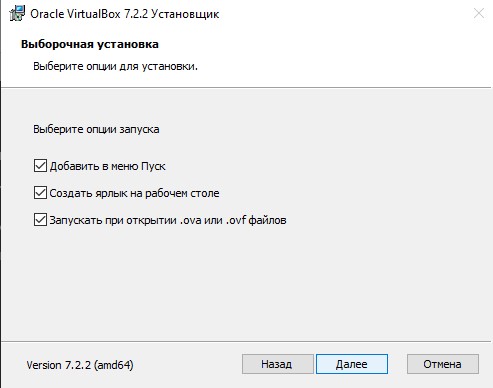 Oracle VirtualBox 7.2.2 Установщик
Выборочная установка
Выберите опции для установки.
Выберите опции запуска
Добавить в меню Пуск
Создать ярлык на рабочем столе
Запускать при открытии .ova или .ovf файлов
Version 7.2.2 (amd64)
Назад
Далее
Отмена